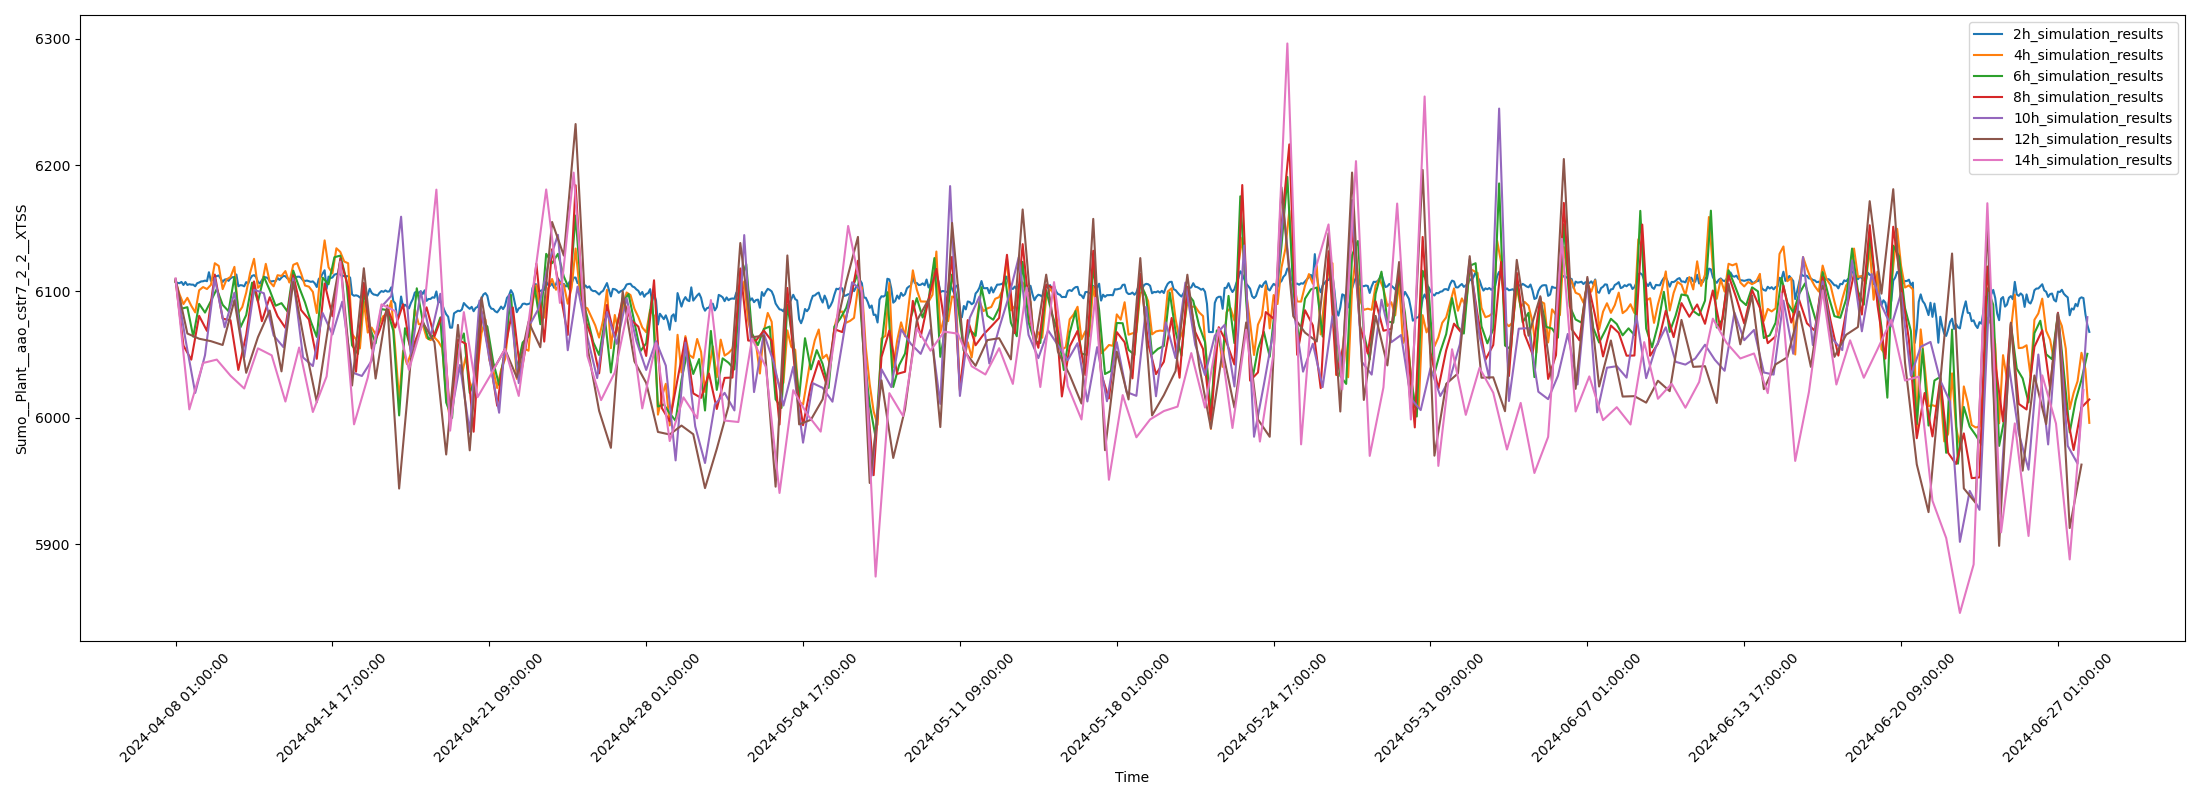 6300
6200
6100
6000
5900
Sumo__Plant__aao_cstr7_2_2__XTSS
2h_simulation_results
4h_simulation_results
6h_simulation_results
8h_simulation_results
10h_simulation_results
12h_simulation_results
14h_simulation_results
2024-04-08 01:00:00
2024-04-14 17:00:00
2024-04-21 09:00:00
2024-04-28 01:00:00
2024-05-04 17:00:00
2024-05-11 09:00:00
2024-05-18 01:00:00
2024-05-24 17:00:00
2024-05-31 09:00:00
2024-06-07 01:00:00
2024-06-13 17:00:00
2024-06-20 09:00:00
2024-06-27 01:00:00
Time